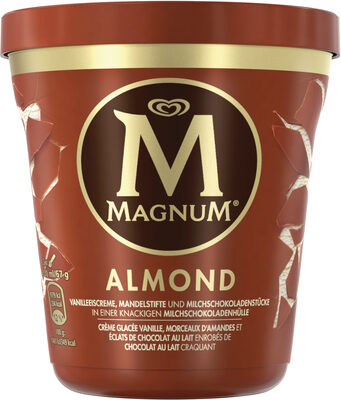 M
MAGNUM®
ALMOND
VANILLEEISCREME, MANDELSTIFTE UND MILCHSCHOKOLADENSTÜCKE
IN EINER KNACKIGEN MILCHSCHOKOLADENHÜLLE
CRÈME GLACÉE VANILLE, MORCEAUX D'AMANDES ET
ÉCLATS DE CHOCOLAT AU LAIT ENROBÉS DE
CHOCOLAT AU LAIT CRAQUANT